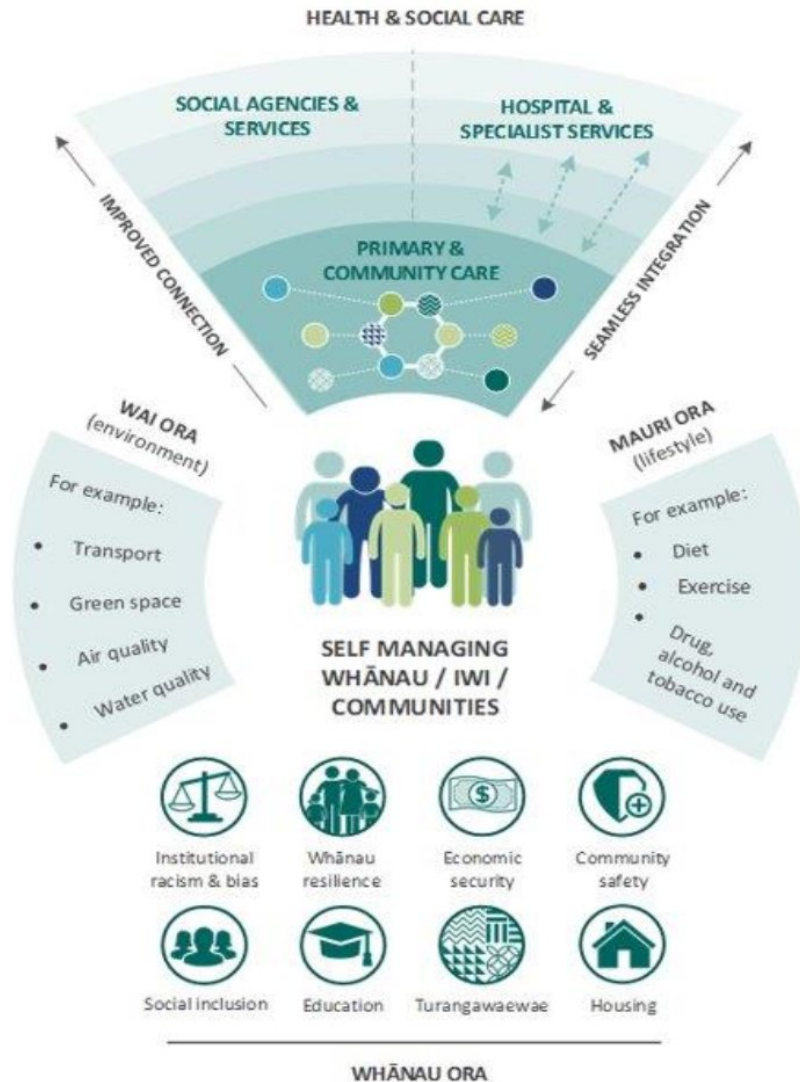 HEALTH & SOCIAL CARE
SOCIAL AGENCIES &
SERVICES
HOSPITAL &
SPECIALIST SERVICES
IMPROVED CONNECTION
SEAMLESS INTEGRATION
PRIMARY &
COMMUNITY CARE
WAI ORA
(environment)
For example:
• Transport
• Green space
• Air quality
• Water quality
MAURI ORA
(lifestyle)
For example:
• Diet
• Exercise
• Drug,
alcohol and
tobacco use
SELF MANAGING
WHĀNAU / IWI /
COMMUNITIES
$
Institutional
racism & bias
Whānau
resilience
Economic
security
Community
safety
Social inclusion
Education
Turangawaewae
Housing
WHĀNAU ORA